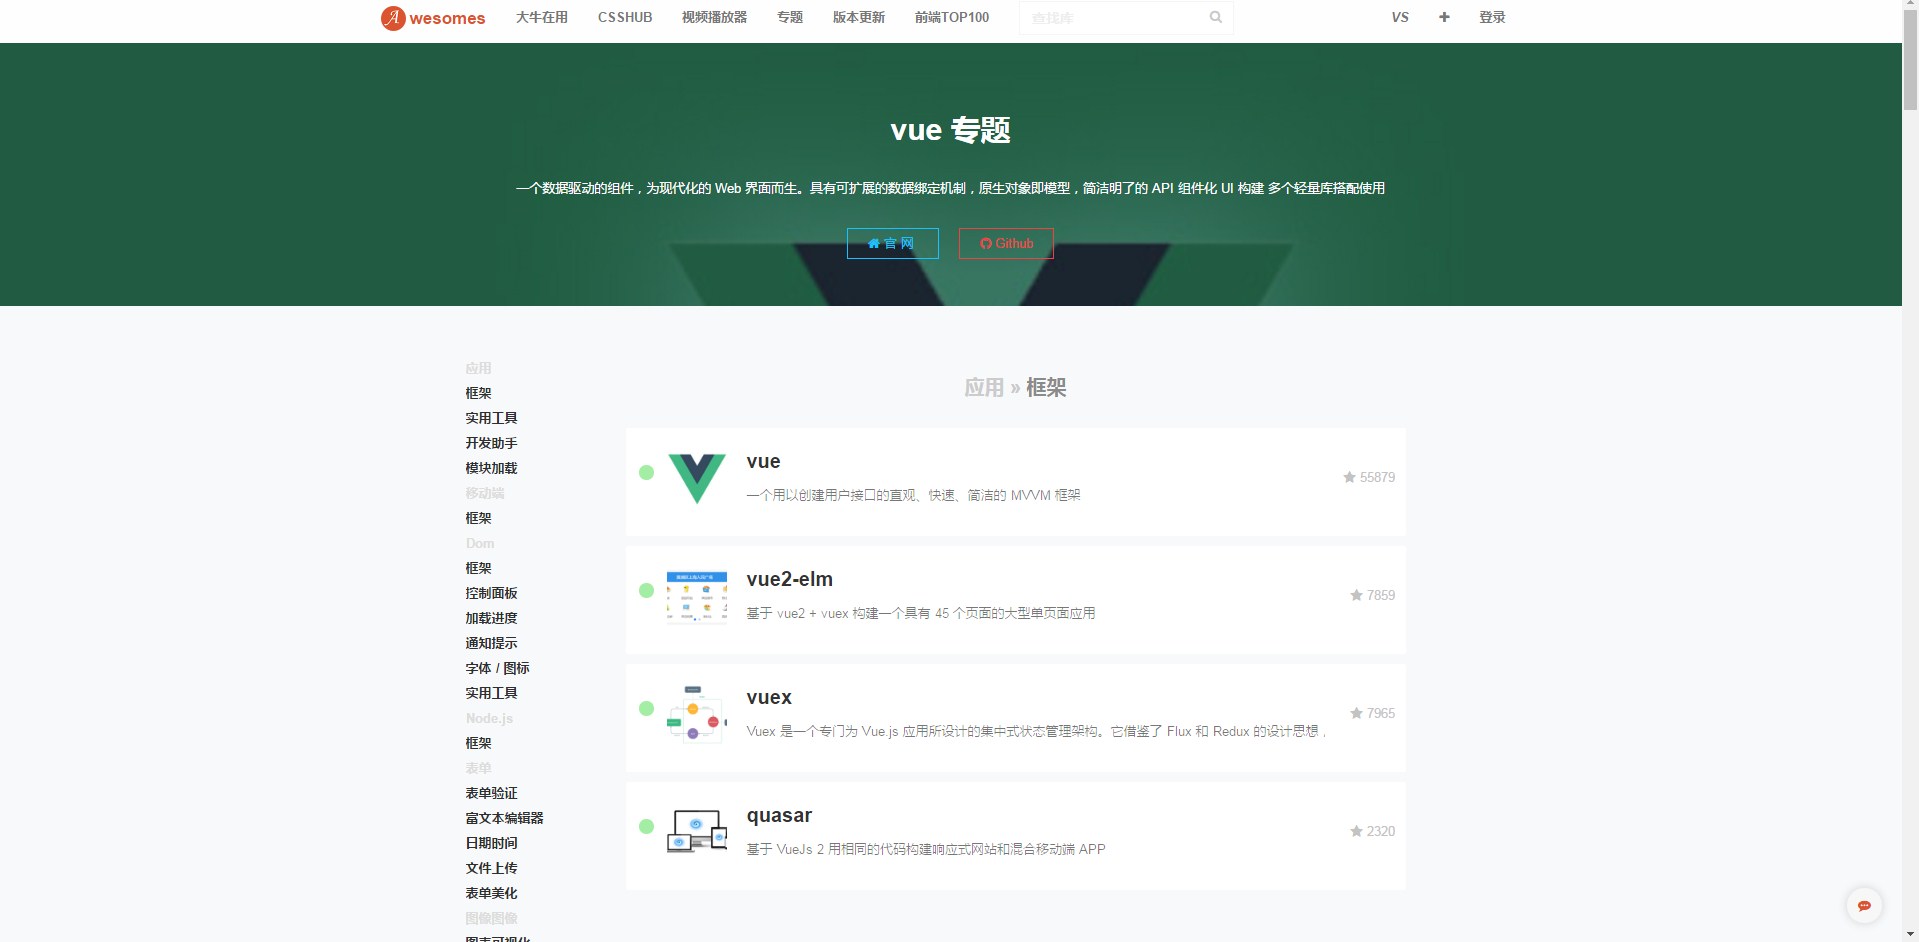 Awesomes 大牛在用 CSSHUB 视频播放器 专题 版本更新 前端TOP100 查找库 VS 登录
vue 专题
一个数据驱动的组件，为现代化的 Web 界面而生。具有可扩展的数据绑定机制，原生对象即模型，简洁明了的 API 组件化 UI 构建 多个轻量库搭配使用
官 网 Github
应用
框架
实用工具
开发助手
模块加载
移动端
框架
Dom
框架
控制面板
加载进度
通知提示
字体 / 图标
实用工具
Node.js
框架
表单
表单验证
富文本编辑器
日期时间
文件上传
表单美化
图像图像
图表可视化
应用 » 框架
vue
一个用以创建用户接口的直观、快速、简洁的 MVVM 框架
55879
vue2-elm
基于 vue2 + vuex 构建一个具有 45 个页面的大型单页面应用
7859
vuex
Vuex 是一个专门为 Vue.js 应用所设计的集中式状态管理架构。它借鉴了 Flux 和 Redux 的设计思想，
7965
quasar
基于 VueJs 2 用相同的代码构建响应式网站和混合移动端 APP
2320